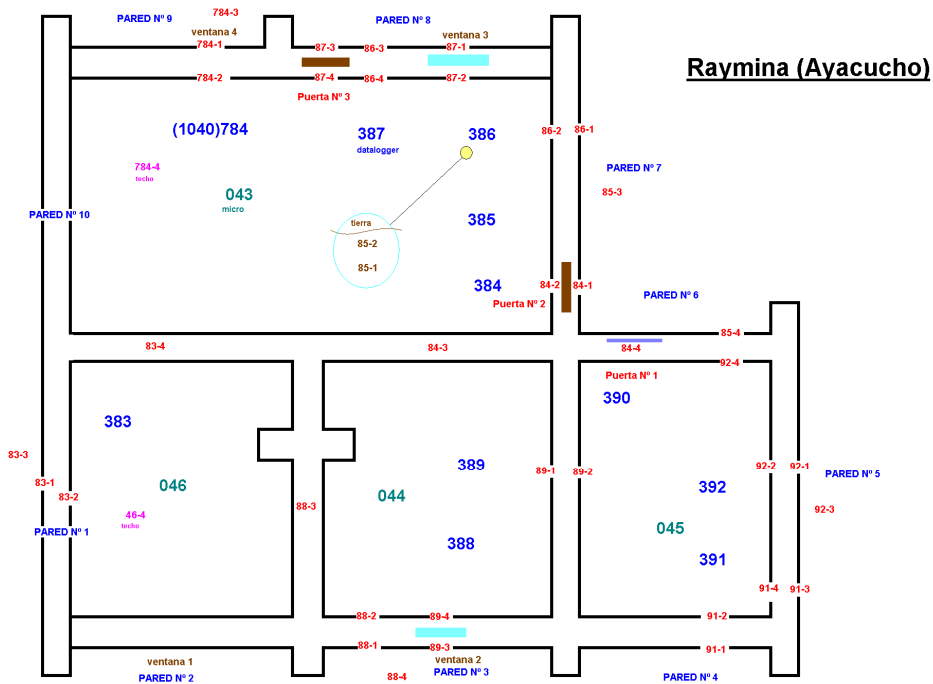 784-3
PARED Nº 9
PARED Nº 8
ventana 4
ventana 3
784-1
87-3
86-3
87-1
784-2
87-4
86-4
87-2
Raymina (Ayacucho)
Puerta Nº 3
(1040)784
387
386
datalogger
86-2
86-1
784-4
techo
PARED Nº 7
043
micro
85-3
PARED Nº 10
385
tierra
85-2
85-1
384
84-2
84-1
PARED Nº 6
Puerta Nº 2
83-4
84-3
84-4
85-4
92-4
Puerta Nº 1
390
383
83-3
83-1
83-2
389
89-1
89-2
92-2
92-1
PARED Nº 5
046
044
392
88-3
92-3
46-4
techo
PARED Nº 1
045
388
391
91-4
91-3
88-2
89-4
91-2
88-1
89-3
91-1
ventana 1
ventana 2
PARED Nº 2
88-4
PARED Nº 3
PARED Nº 4